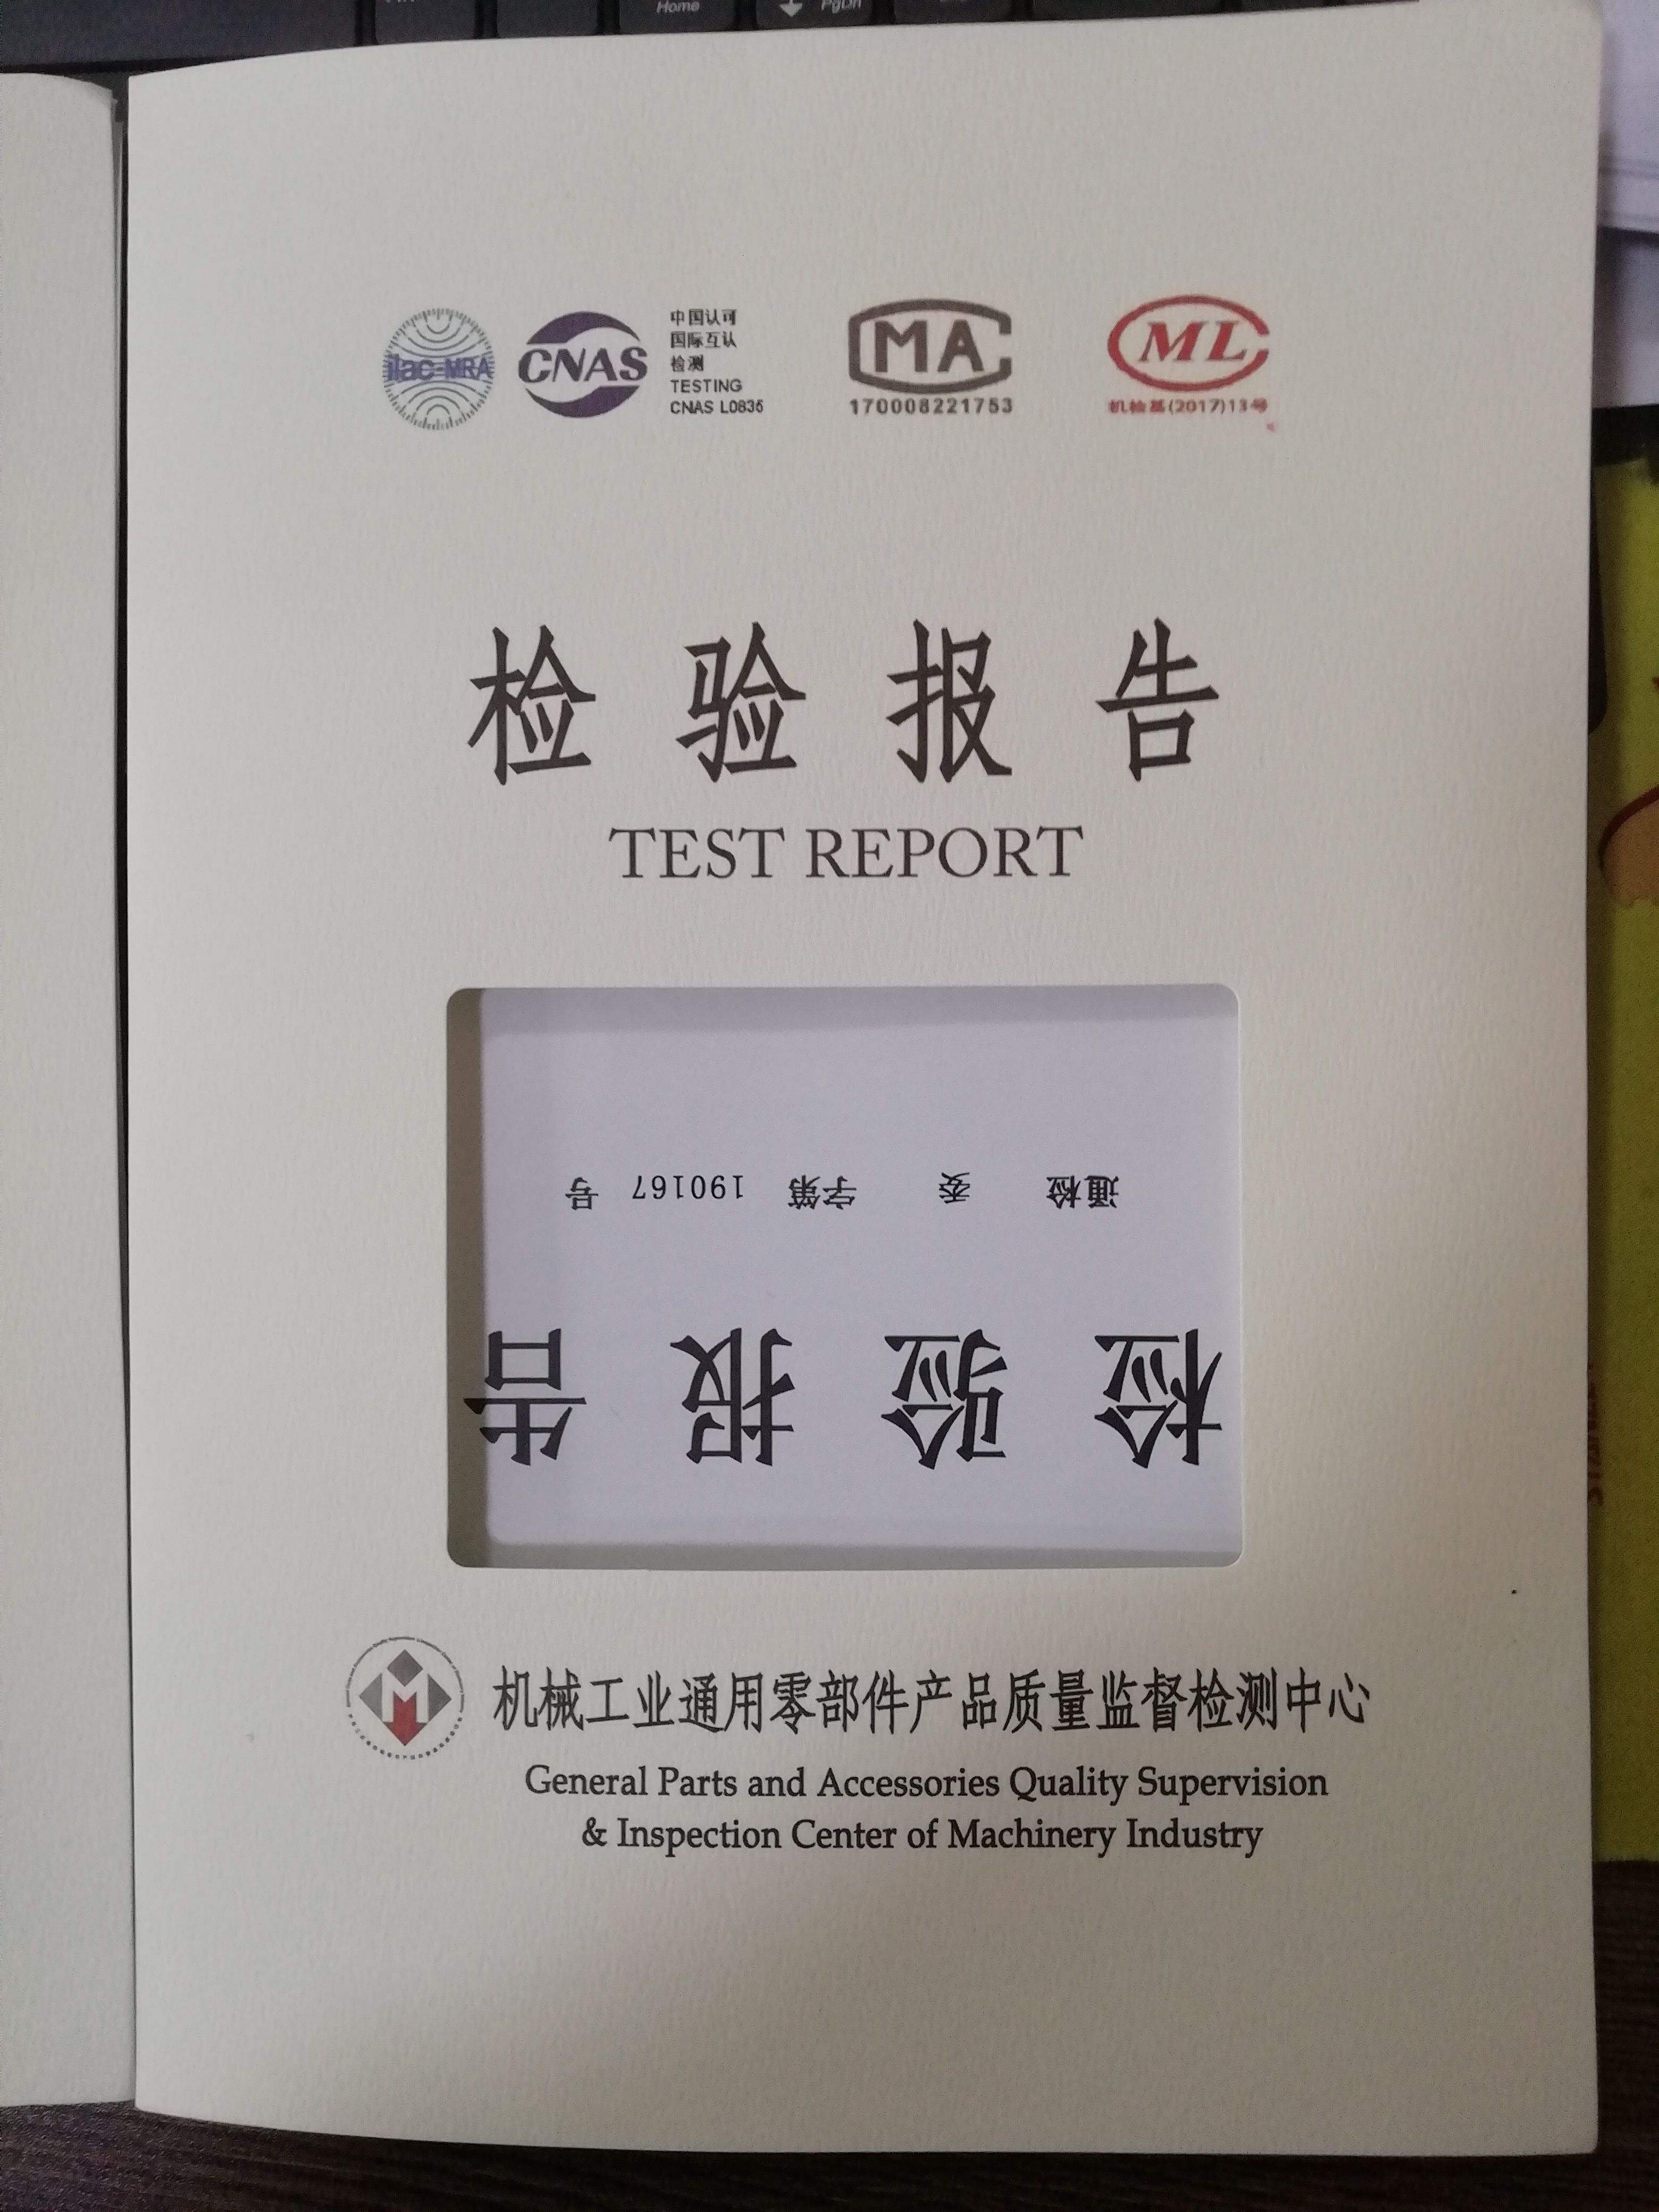 Home
PgDn
ilac-MRA
CNAS
中国认可
国际互认
检测
TESTING
CNAS L0835
MA
170008221753
ML
机检基(2017)13号
检验报告
TEST REPORT
通检 委 字第 190167 号
检验报告
机械工业通用零部件产品质量监督检测中心
General Parts and Accessories Quality Supervision
& Inspection Center of Machinery Industry